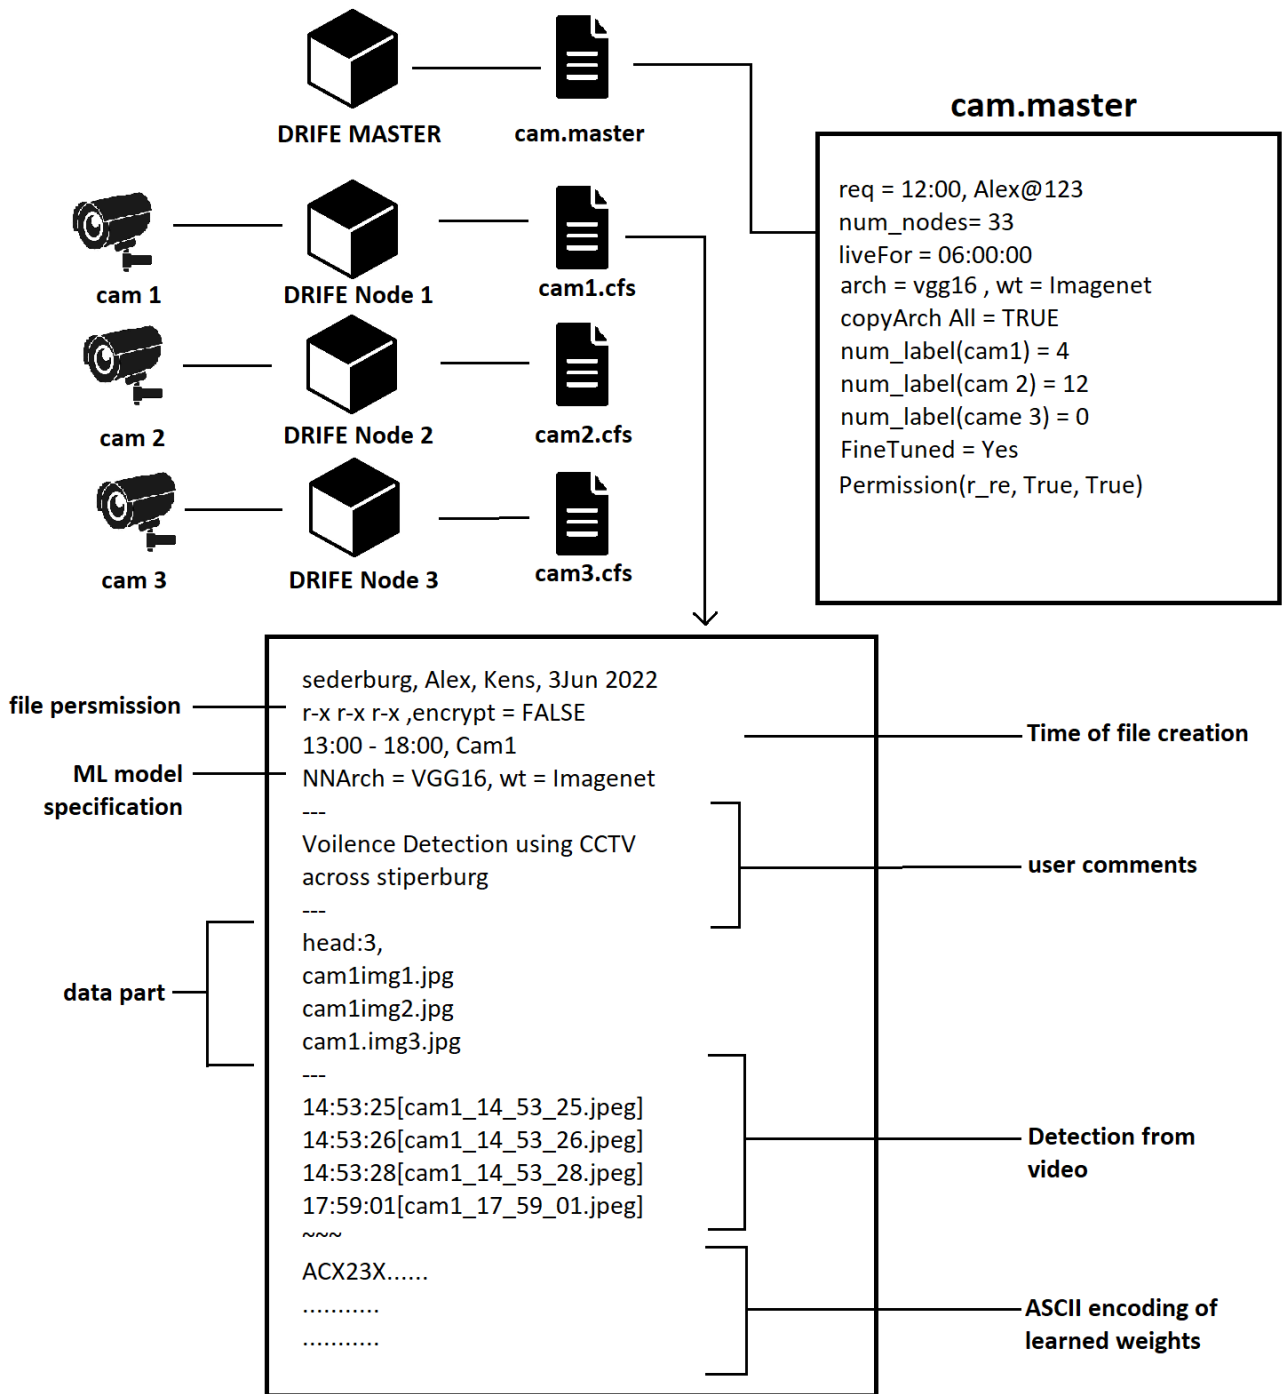 DRIFE MASTER
cam.master
cam 1
DRIFE Node 1
cam1.cfs
cam 2
DRIFE Node 2
cam2.cfs
cam 3
DRIFE Node 3
cam3.cfs
cam.master
req = 12:00, Alex@123
num_nodes= 33
liveFor = 06:00:00
arch = vgg16 , wt = Imagenet
copyArch All = TRUE
num_label(cam1) = 4
num_label(cam 2) = 12
num_label(came 3) = 0
FineTuned = Yes
Permission(r_re, True, True)
file persmission
ML model
specification
data part
sederburg, Alex, Kens, 3Jun 2022
r-x r-x r-x ,encrypt = FALSE
13:00 - 18:00, Cam1
NNArch = VGG16, wt = Imagenet
---
Voilence Detection using CCTV
across stiperburg
---
head:3,
cam1img1.jpg
cam1img2.jpg
cam1.img3.jpg
---
14:53:25[cam1_14_53_25.jpeg]
14:53:26[cam1_14_53_26.jpeg]
14:53:28[cam1_14_53_28.jpeg]
17:59:01[cam1_17_59_01.jpeg]
~~~
ACX23X......
...........
...........
Time of file creation
user comments
Detection from
video
ASCII encoding of
learned weights